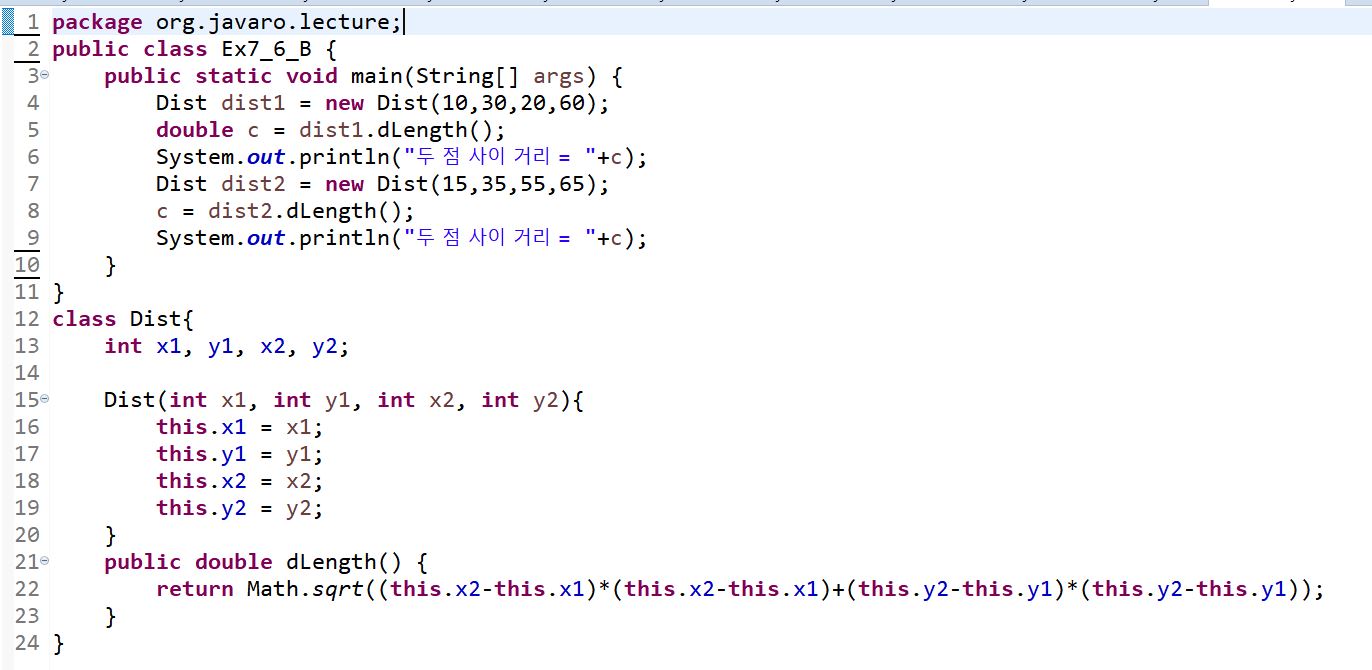 1 package org.javaro.lecture;
2 public class Ex7_6_B {
3 public static void main(String[] args) {
4 Dist dist1 = new Dist(10,30,20,60);
5 double c = dist1.dLength();
6 System.out.println("두 점 사이 거리 = "+c);
7 Dist dist2 = new Dist(15,35,55,65);
8 c = dist2.dLength();
9 System.out.println("두 점 사이 거리 = "+c);
10 }
11 }
12 class Dist{
13 int x1, y1, x2, y2;
14
15 Dist(int x1, int y1, int x2, int y2){
16 this.x1 = x1;
17 this.y1 = y1;
18 this.x2 = x2;
19 this.y2 = y2;
20 }
21 public double dLength() {
22 return Math.sqrt((this.x2-this.x1)*(this.x2-this.x1)+(this.y2-this.y1)*(this.y2-this.y1));
23 }
24 }